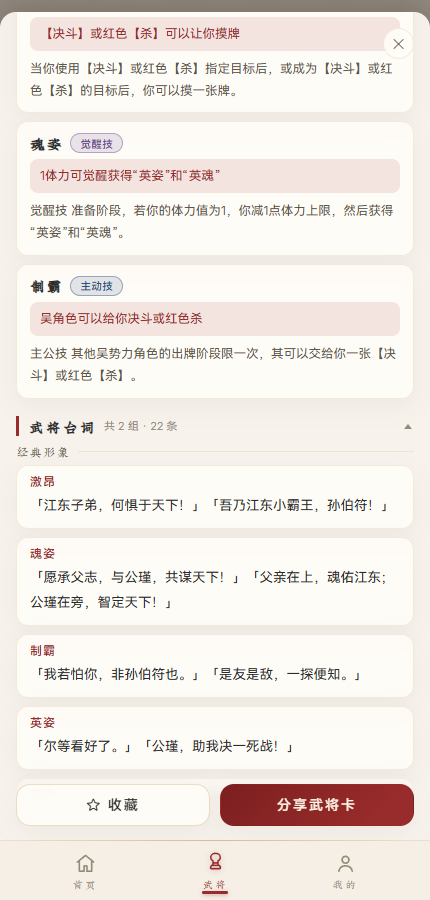 【决斗】或红色【杀】可以让你摸牌
当你使用【决斗】或红色【杀】指定目标后，或成为【决斗】或红
色【杀】的目标后，你可以摸一张牌。
魂姿 觉醒技
1体力可觉醒获得“英姿”和“英魂”
觉醒技 准备阶段，若你的体力值为1，你减1点体力上限，然后获得
“英姿”和“英魂”。
制霸 主动技
吴角色可以给你决斗或红色杀
主公技 其他吴势力角色的出牌阶段限一次，其可以交给你一张【决
斗】或红色【杀】。
武将台词 共 2 组 · 22 条
经典形象
激昂
「江东子弟，何惧于天下！」「吾乃江东小霸王，孙伯符！」
魂姿
「愿承父志，与公瑾，共谋天下！」「父亲在上，魂佑江东；
公瑾在旁，智定天下！」
制霸
「我若怕你，非孙伯符也。」「是友是敌，一探便知。」
英姿
「尔等看好了。」「公瑾，助我决一死战！」
收藏
分享武将卡
首页
武将
我的